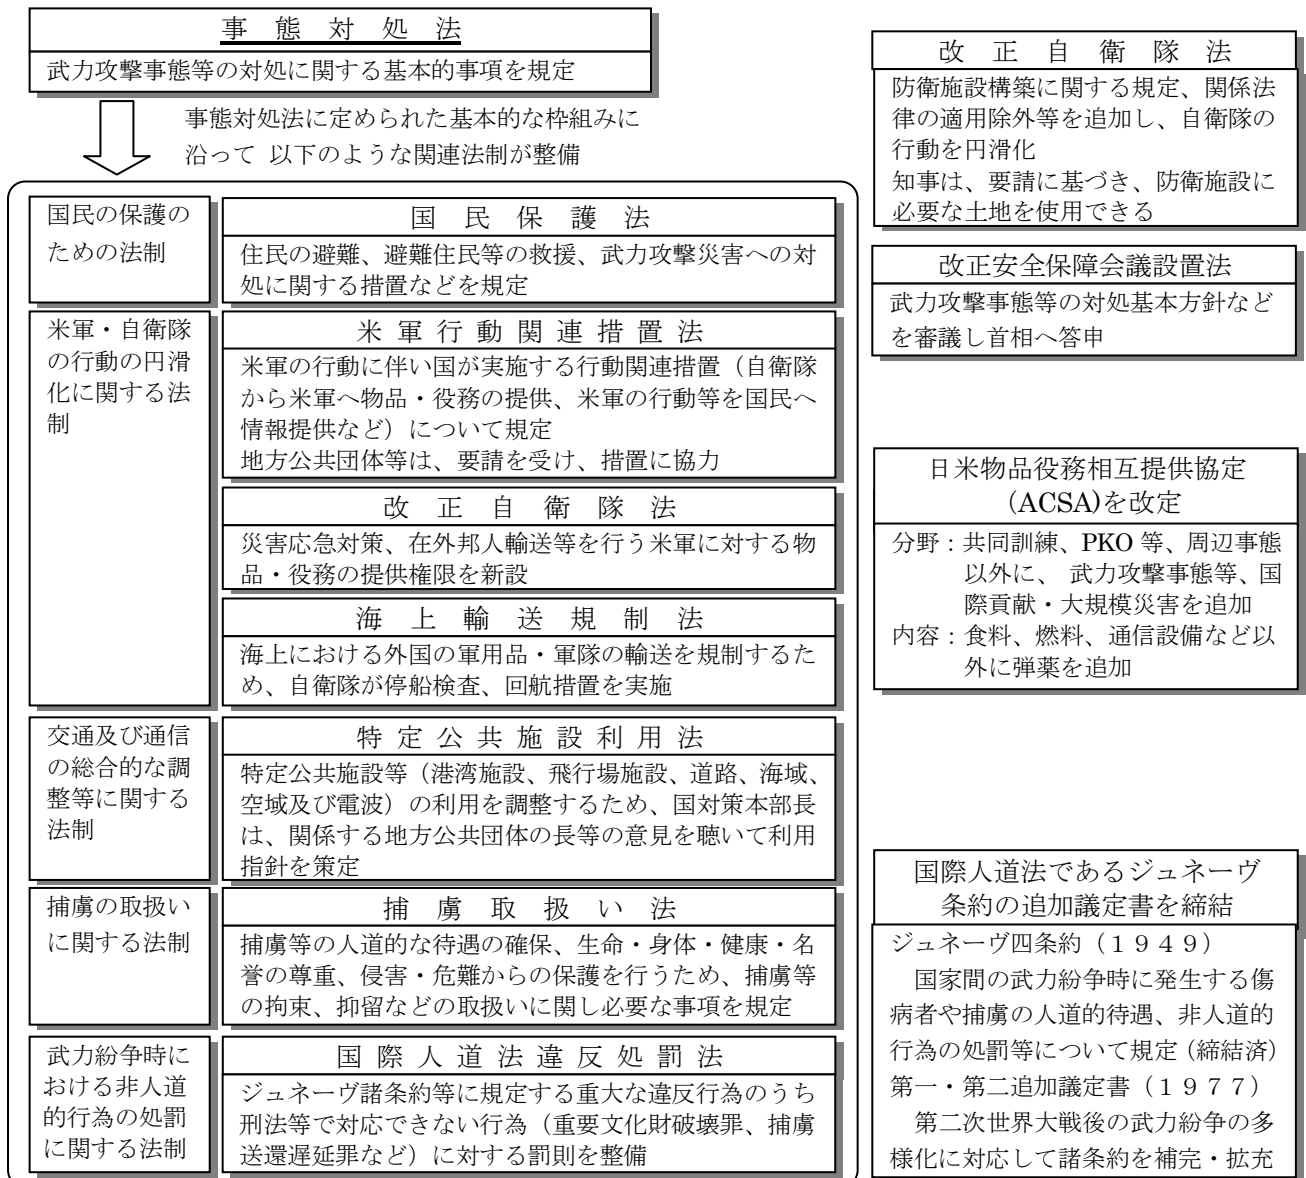 事態対処法
武力攻撃事態等の対処に関する基本的事項を規定
事態対処法に定められた基本的な枠組みに
沿って 以下のような関連法制が整備
国民の保護の
ための法制
国民保護法
住民の避難、避難住民等の救援、武力攻撃災害への対
処に関する措置などを規定
米軍・自衛隊
の行動の円滑
化に関する法
制
米軍行動関連措置法
米軍の行動に伴い国が実施する行動関連措置（自衛隊
から米軍へ物品・役務の提供、米軍の行動等を国民へ
情報提供など）について規定
地方公共団体等は、要請を受け、措置に協力
改正自衛隊法
災害応急対策、在外邦人輸送等を行う米軍に対する物
品・役務の提供権限を新設
海上輸送規制法
海上における外国の軍用品・軍隊の輸送を規制するた
め、自衛隊が停船検査、回航措置を実施
交通及び通信
の総合的な調
整等に関する
法制
特定公共施設利用法
特定公共施設等（港湾施設、飛行場施設、道路、海域、
空域及び電波）の利用を調整するため、国対策本部長
は、関係する地方公共団体の長等の意見を聴いて利用
指針を策定
捕虜の取扱い
に関する法制
捕虜取扱い法
捕虜等の人道的な待遇の確保、生命・身体・健康・名
誉の尊重、侵害・危難からの保護を行うため、捕虜等
の拘束、抑留などの取扱いに関し必要な事項を規定
武力紛争時に
おける非人道
的行為の処罰
に関する法制
国際人道法違反処罰法
ジュネーヴ諸条約等に規定する重大な違反行為のうち
刑法等で対応できない行為（重要文化財破壊罪、捕虜
送還遅延罪など）に対する罰則を整備
改正自衛隊法
防衛施設構築に関する規定、関係法
律の適用除外等を追加し、自衛隊の
行動を円滑化
知事は、要請に基づき、防衛施設に
必要な土地を使用できる
改正安全保障会議設置法
武力攻撃事態等の対処基本方針など
を審議し首相へ答申
日米物品役務相互提供協定
(ACSA)を改定
分野：共同訓練、PKO 等、周辺事態
以外に、 武力攻撃事態等、国
際貢献・大規模災害を追加
内容：食料、燃料、通信設備など以
外に弾薬を追加
国際人道法であるジュネーヴ
条約の追加議定書を締結
ジュネーヴ四条約（１９４９）
国家間の武力紛争時に発生する傷
病者や捕虜の人道的待遇、非人道的
行為の処罰等について規定（締結済）
第一・第二追加議定書（１９７７）
第二次世界大戦後の武力紛争の多
様化に対応して諸条約を補完・拡充